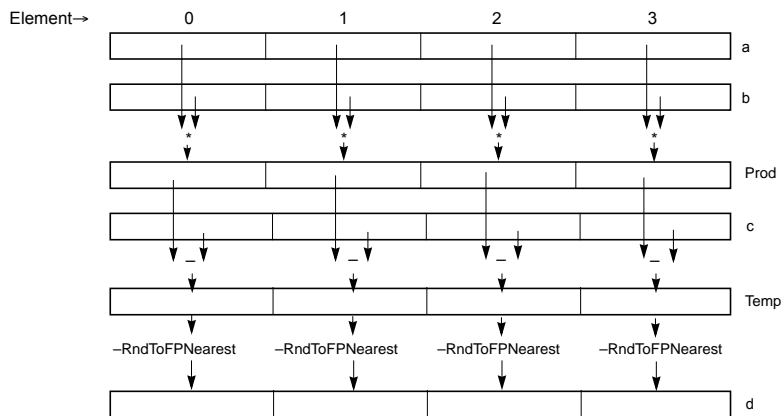 Element→ 0 1 2 3
a
b
* * * *
Prod
c
– – – –
Temp
–RndToFPNearest –RndToFPNearest –RndToFPNearest –RndToFPNearest
d